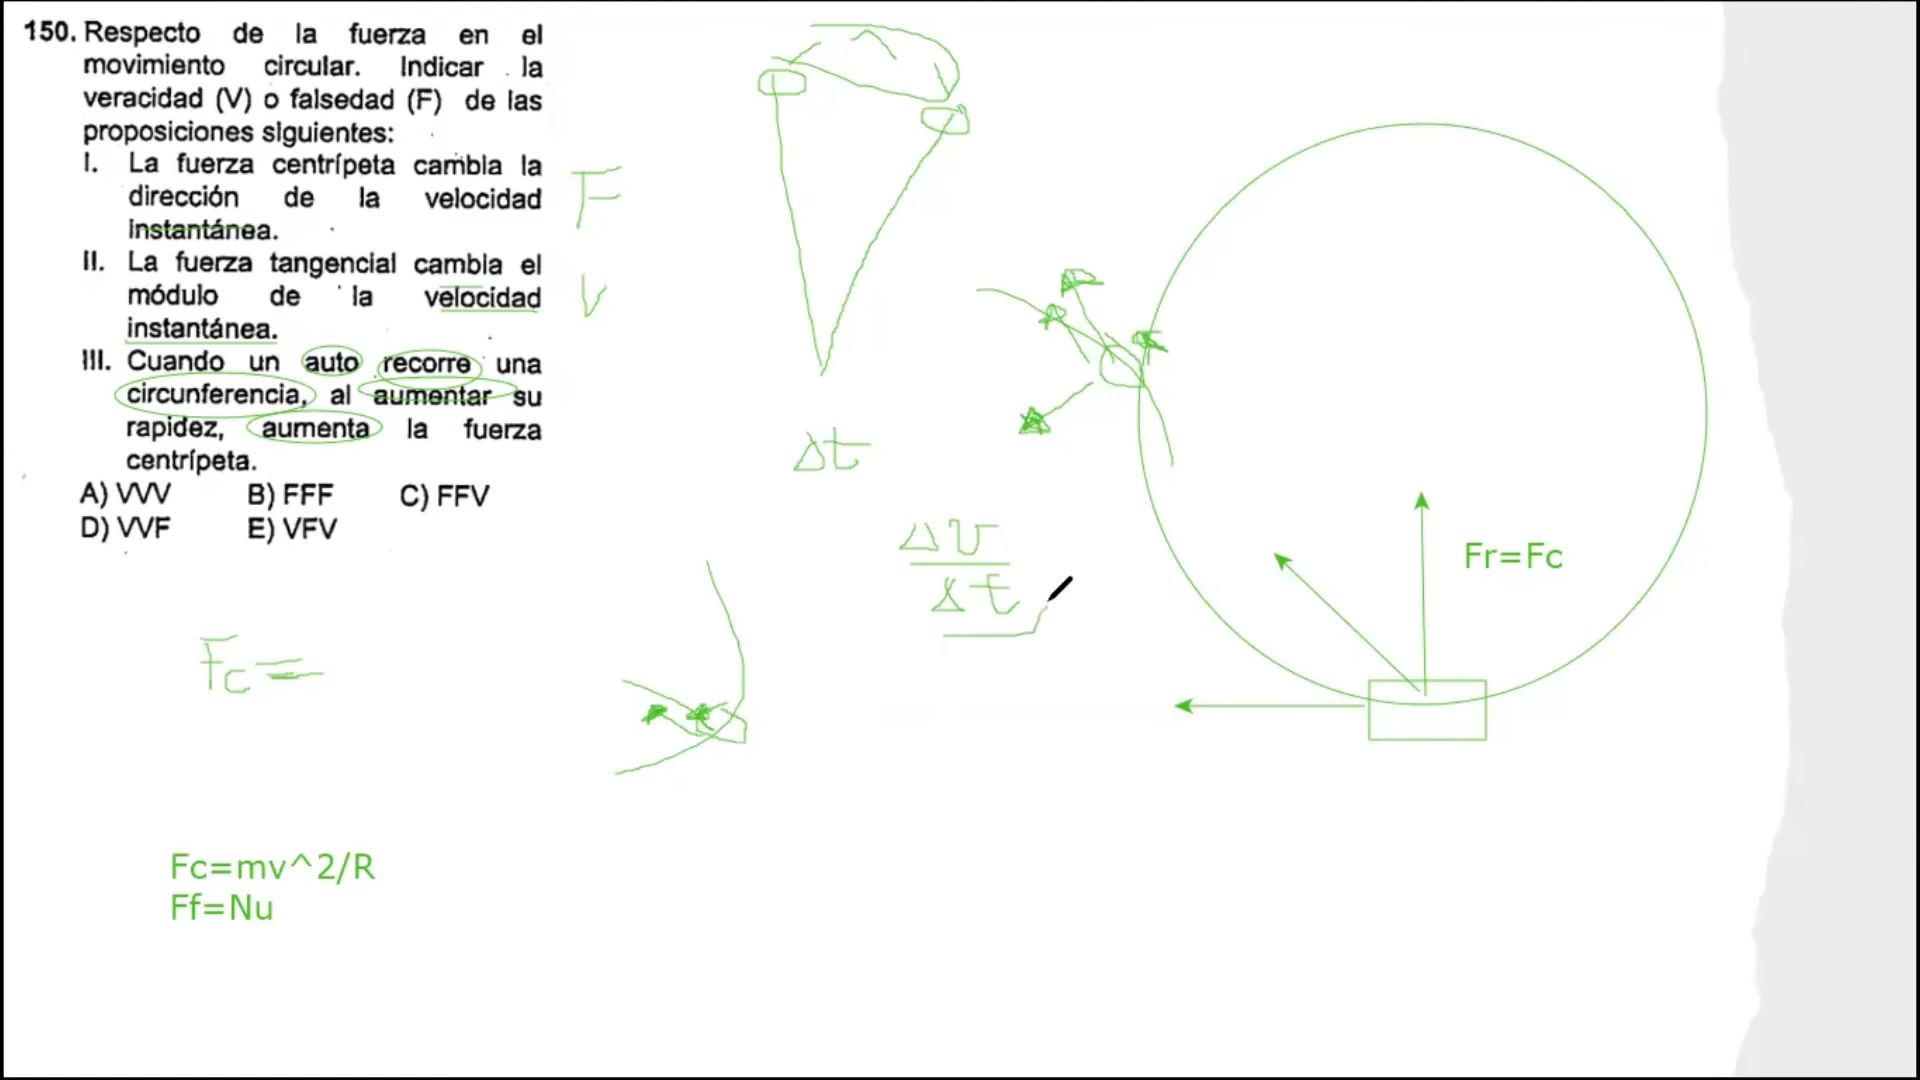 150. Respecto de la fuerza en el
movimiento circular. Indicar la
veracidad (V) o falsedad (F) de las
proposiciones siguientes:
I. La fuerza centrípeta cambia la
dirección de la velocidad
instantánea.
F
II. La fuerza tangencial cambia el
módulo de la velocidad
instantánea.
V
III. Cuando un auto recorre una
circunferencia, al aumentar su
rapidez, aumenta la fuerza
centrípeta.
A) VVV B) FFF C) FFV
D) VVF E) VFV
Δt
Δv
Δt
Fr=Fc
Fc=
Fc=mv^2/R
Ff=Nu